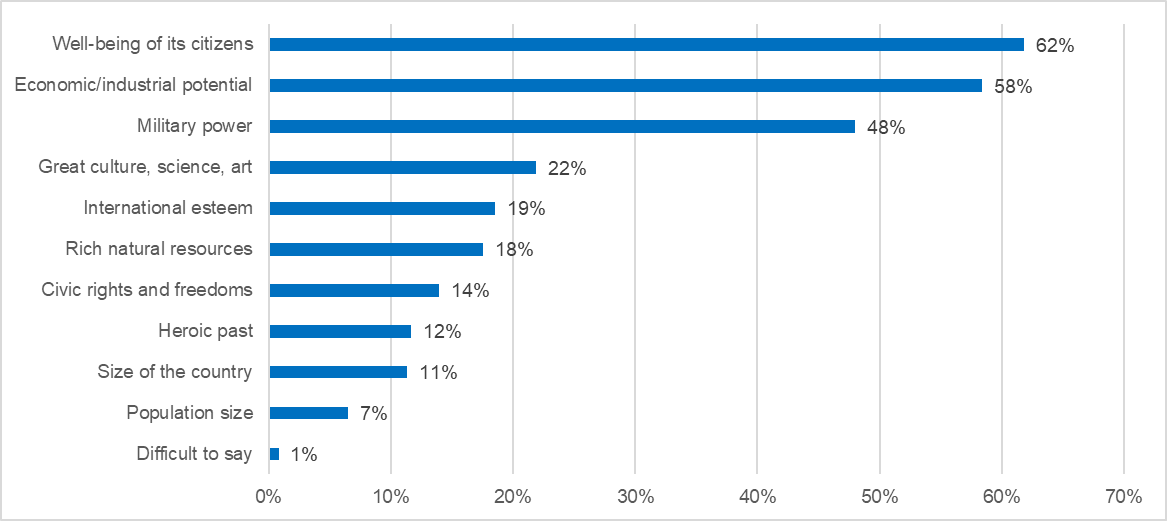 Well-being of its citizens 62%
Economic/industrial potential 58%
Military power 48%
Great culture, science, art 22%
International esteem 19%
Rich natural resources 18%
Civic rights and freedoms 14%
Heroic past 12%
Size of the country 11%
Population size 7%
Difficult to say 1%
0% 10% 20% 30% 40% 50% 60% 70%